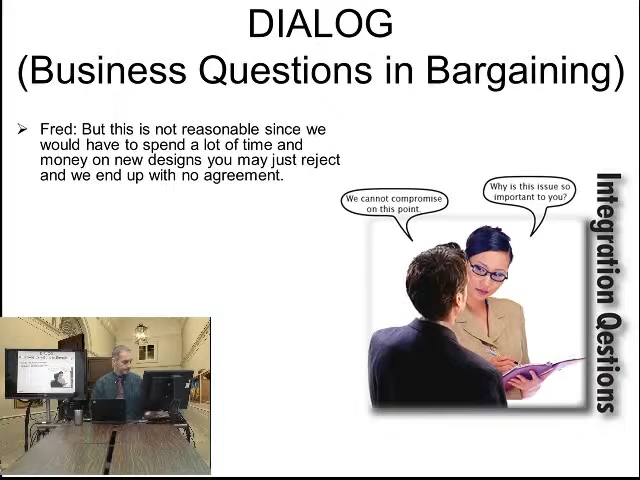 DIALOG
(Business Questions in Bargaining)
➢ Fred: But this is not reasonable since we
would have to spend a lot of time and
money on new designs you may just reject
and we end up with no agreement.
We cannot compromise
on this point.
Why is this issue so
important to you?
Integration Qestions